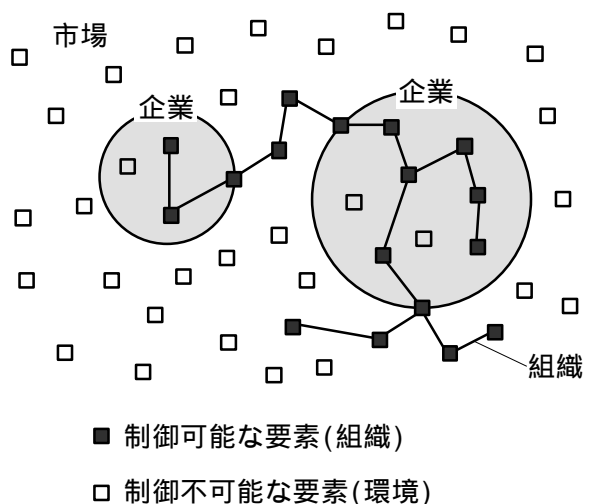 市場
企業
企業
組織
制御可能な要素(組織)
制御不可能な要素(環境)